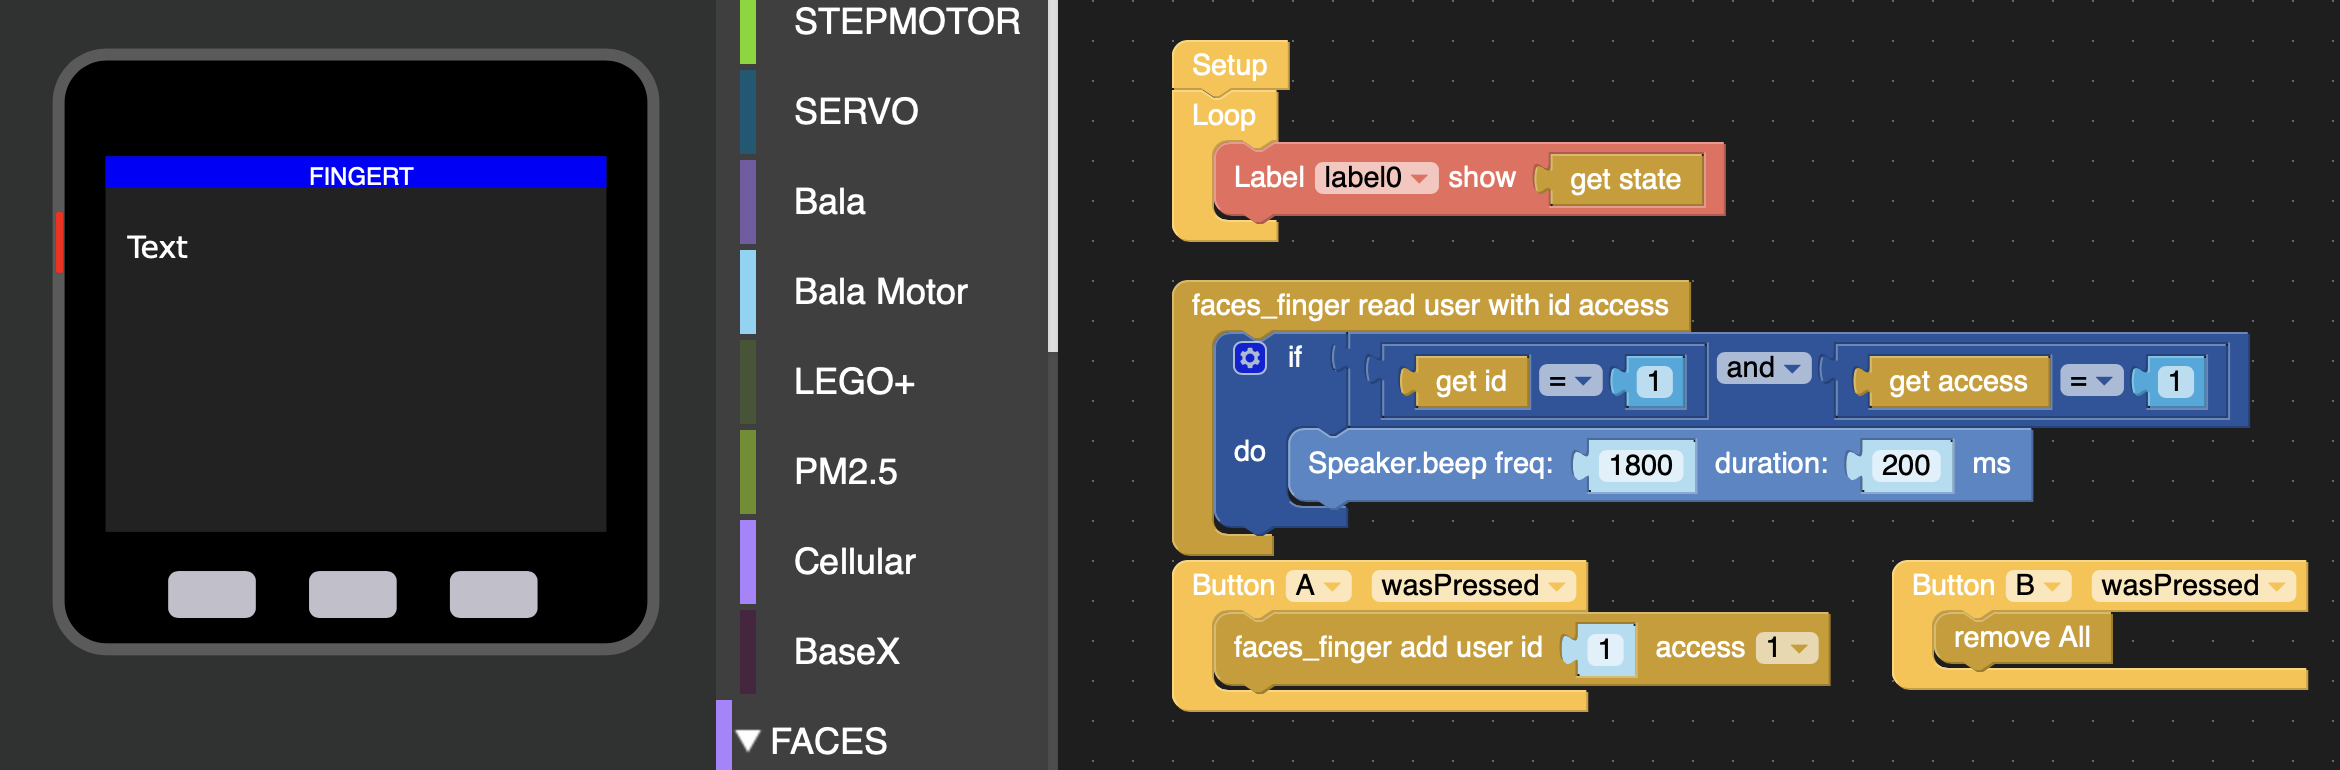 FINGERT
Text
STEPMOTOR
SERVO
Bala
Bala Motor
LEGO+
PM2.5
Cellular
BaseX
FACES
Setup
Loop
Label label0 show get state
faces_finger read user with id access
if get id = 1 and get access = 1
do Speaker.beep freq: 1800 duration: 200 ms
Button A wasPressed
faces_finger add user id 1 access 1
Button B wasPressed
remove All